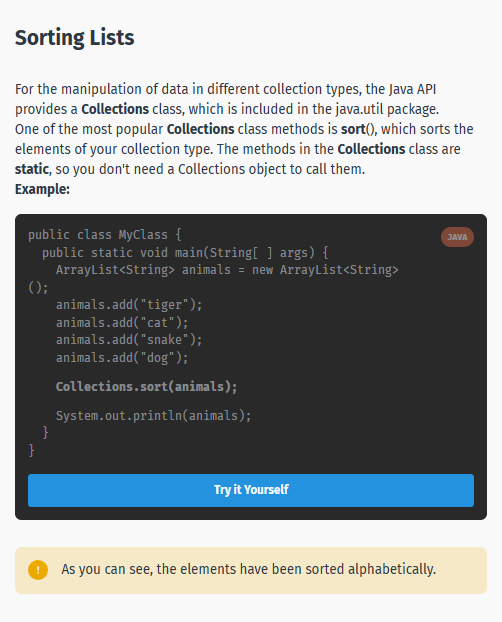 Sorting Lists
For the manipulation of data in different collection types, the Java API
provides a Collections class, which is included in the java.util package.
One of the most popular Collections class methods is sort(), which sorts the
elements of your collection type. The methods in the Collections class are
static, so you don't need a Collections object to call them.
Example:
JAVA
public class MyClass {
public static void main(String[ ] args) {
ArrayList<String> animals = new ArrayList<String>
();
animals.add("tiger");
animals.add("cat");
animals.add("snake");
animals.add("dog");
Collections.sort(animals);
System.out.println(animals);
}
}
Try it Yourself
! As you can see, the elements have been sorted alphabetically.